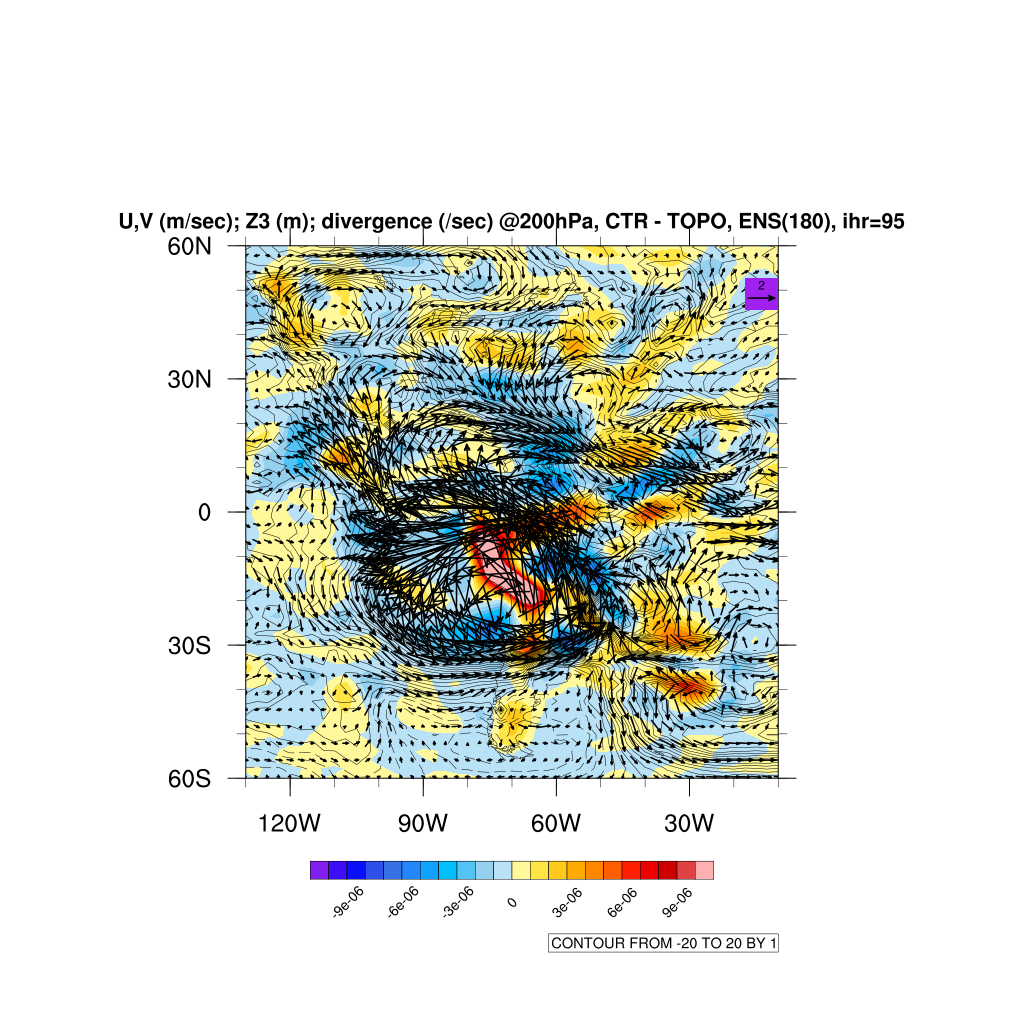 U,V (m/sec); Z3 (m); divergence (/sec) @200hPa, CTR - TOPO, ENS(180), ihr=95
60N
2
30N
0
30S
60S
120W 90W 60W 30W
-9e-06 -6e-06 -3e-06 0 3e-06 6e-06 9e-06
CONTOUR FROM -20 TO 20 BY 1